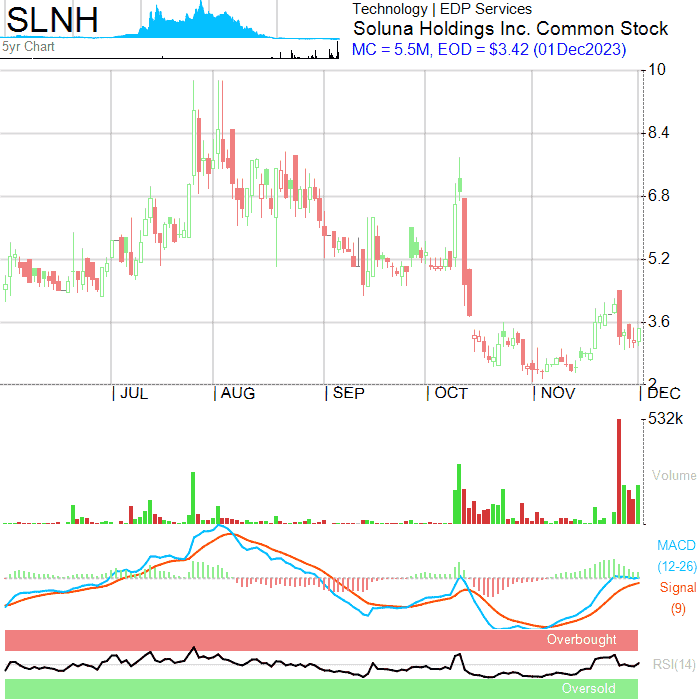 SLNH
5yr Chart
Technology | EDP Services
Soluna Holdings Inc. Common Stock
MC = 5.5M, EOD = $3.42 (01Dec2023)
10
8.4
6.8
5.2
3.6
2
JUL AUG SEP OCT NOV DEC
532k
Volume
MACD
(12-26)
Signal
(9)
Overbought
RSI(14)
Oversold